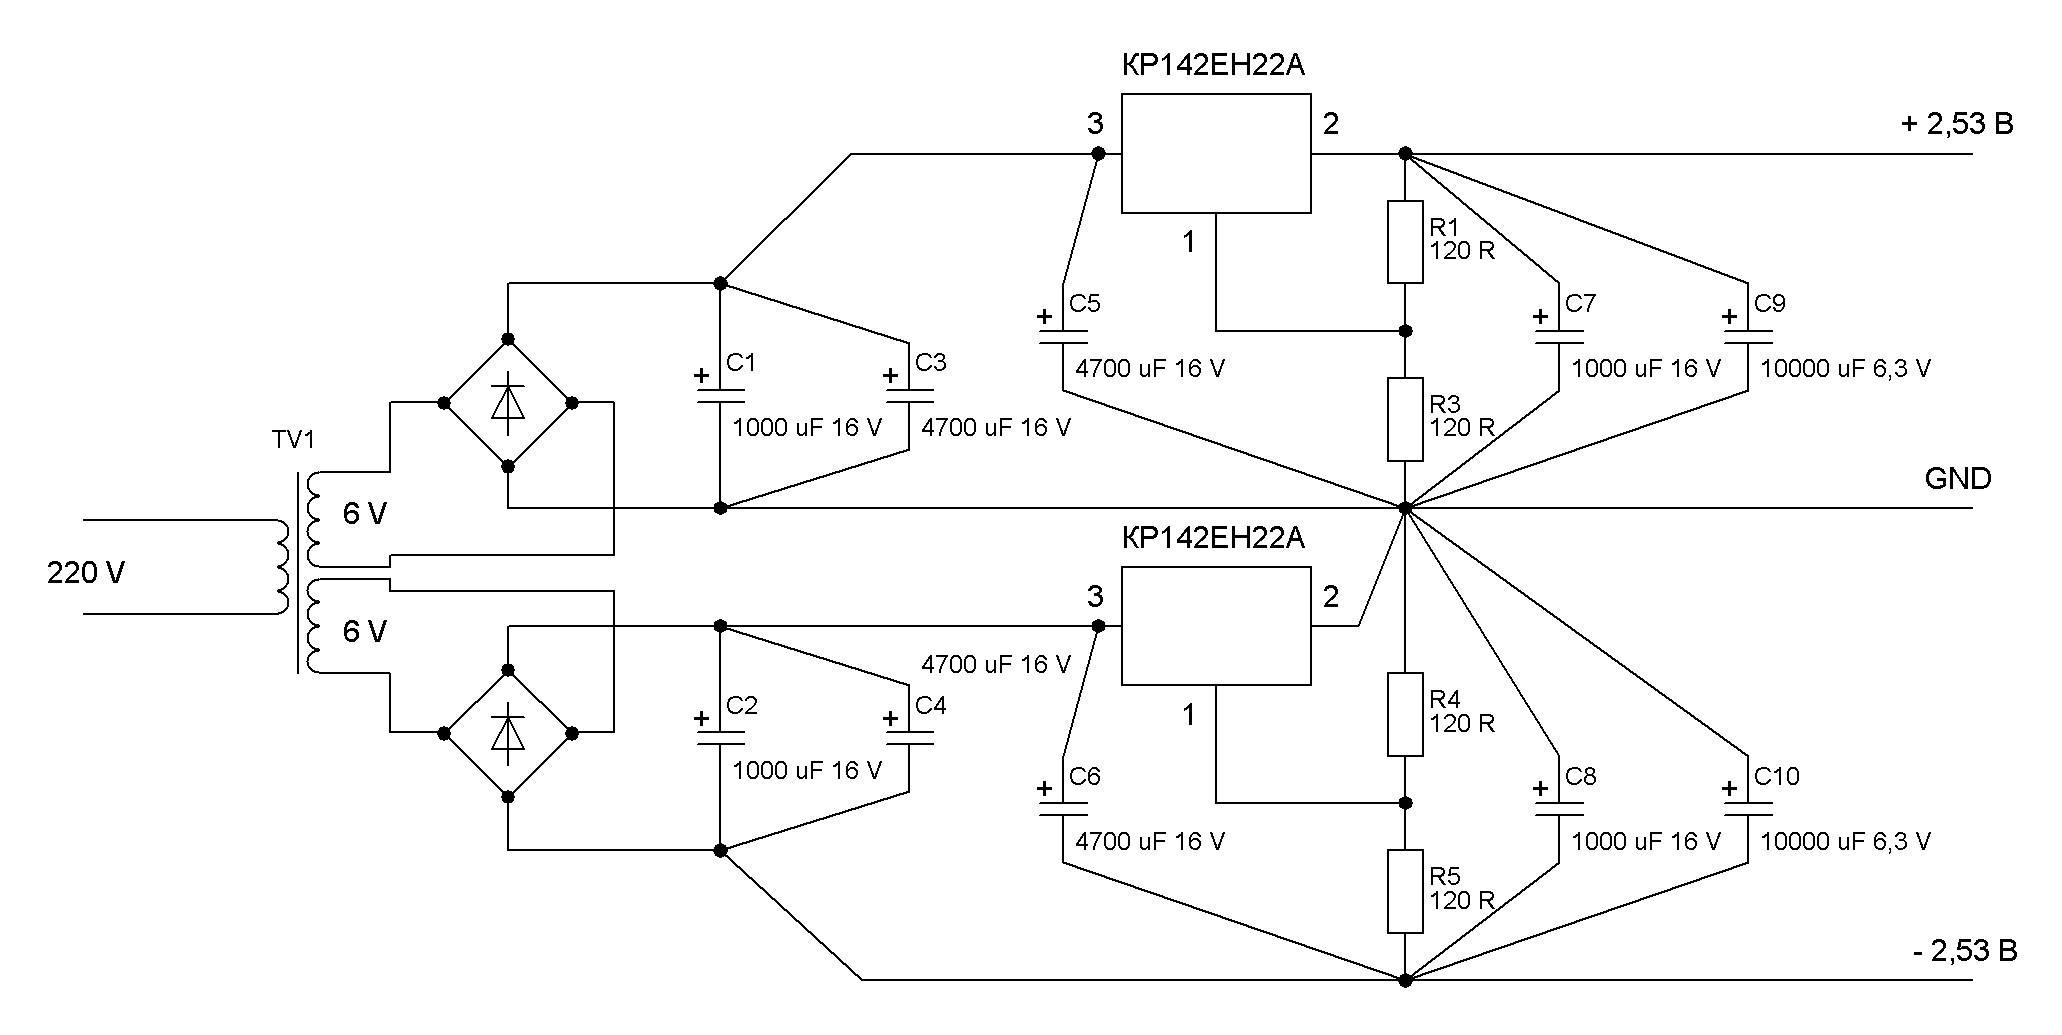 КР142ЕН22А
3
2
+ 2,53 В
1
R1
120 R
+
C5
4700 uF 16 V
+
C7
1000 uF 16 V
+
C9
10000 uF 6,3 V
+
C1
1000 uF 16 V
+
C3
4700 uF 16 V
R3
120 R
TV1
6 V
GND
220 V
КР142ЕН22А
3
2
6 V
4700 uF 16 V
1
+
C2
1000 uF 16 V
+
C4
R4
120 R
+
C6
4700 uF 16 V
+
C8
1000 uF 16 V
+
C10
10000 uF 6,3 V
R5
120 R
- 2,53 В